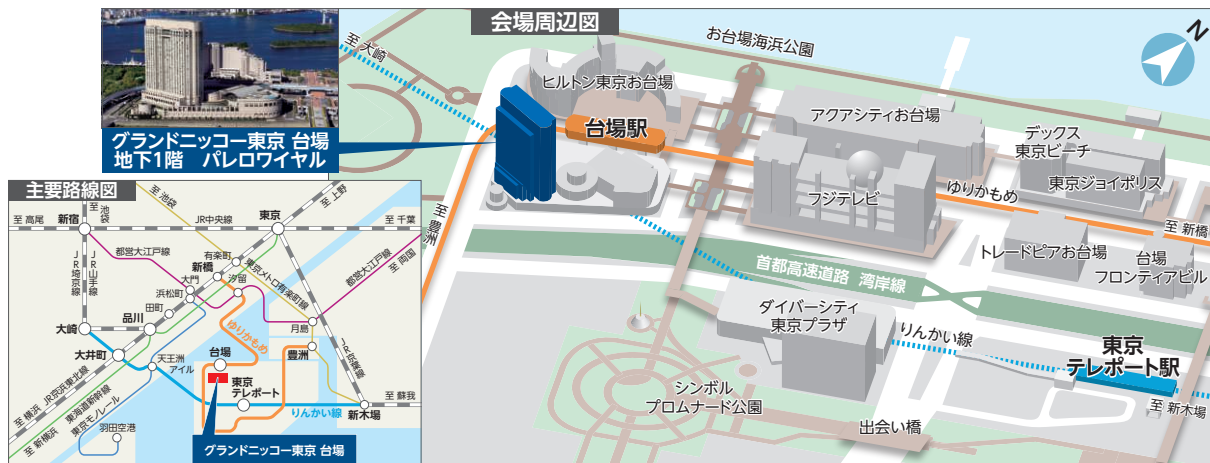 会場周辺図
N
至 大崎
お台場海浜公園
ヒルトン東京お台場
台場駅
アクアシティお台場
デックス
東京ビーチ
東京ジョイポリス
グランドニッコー東京 台場
地下1階 パレロワイヤル
フジテレビ
ゆりかもめ
至 新橋
至 豊洲
トレードピアお台場
台場
フロンティアビル
首都高速道路 湾岸線
ダイバーシティ
東京プラザ
りんかい線
東京
テレポート駅
シンボル
プロムナード公園
出会い橋
至 新木場
主要路線図
至 池袋
至 池袋
至 上野
至 高尾
新宿
JR中央線
東京
至 千葉
都営大江戸線
有楽町
新橋
東京メトロ有楽町線
都営大江戸線
至 両国
JR埼京線
JR山手線
大門
汐留
浜松町
田町
品川
大崎
月島
ゆりかもめ
大井町
天王洲
アイル
台場
豊洲
JR京葉線
東京
テレポート
りんかい線
新木場
至 蘇我
至 横浜
JR京浜東北線
至 新横浜
東海道新幹線
東京モノレール
羽田空港
グランドニッコー東京 台場